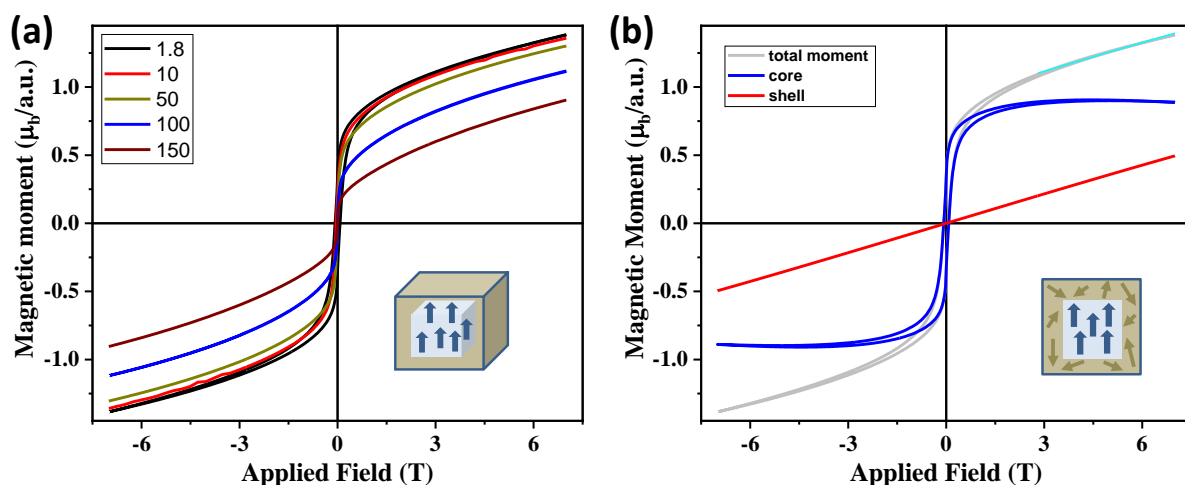 (a)
1.8
10
50
100
150
Magnetic moment (μb/a.u.)
1.0
0.5
0.0
-0.5
-1.0
-6
-3
0
3
6
Applied Field (T)
(b)
total moment
core
shell
Magnetic Moment (μb/a.u.)
1.0
0.5
0.0
-0.5
-1.0
-6
-3
0
3
6
Applied Field (T)